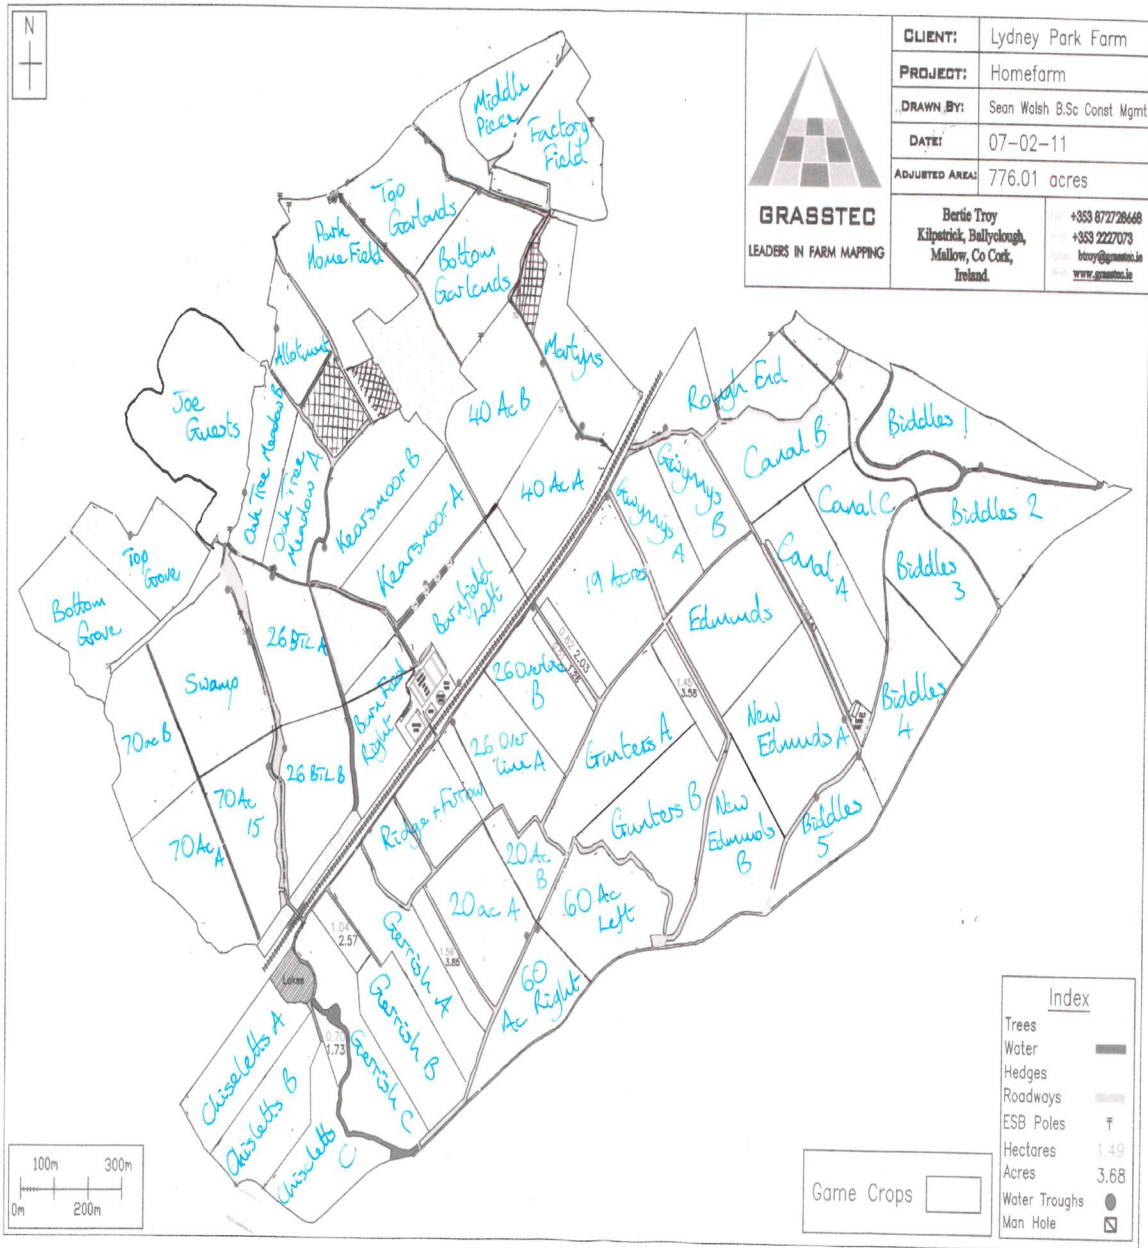 N
CLIENT: Lydney Park Farm
PROJECT: Homefarm
DRAWN BY: Sean Walsh B.Sc Const Mgmt
DATE: 07-02-11
ADJUSTED AREA: 776.01 acres
GRASSTEC
LEADERS IN FARM MAPPING
Bertie Troy
Kilpatrick, Ballyclough,
Mallow, Co Cork,
Ireland.
+353 872728668
+353 2227073
btroy@grasstec.ie
www.grasstec.ie
Middle
Piece
Factory
Field
Top
Garlands
Park
Home Field
Bottom
Garlands
Martyns
Allotment
Joe
Guests
Oak Tree Meadow B
Oak Tree
Meadow A
40 Ac B
40 Ac A
Rough End
Biddles 1
Canal B
Gwynnys
B
Gwynnys
A
Canal C
Biddles 2
Kearsmoor B
Kearsmoor A
Canal
A
Biddles
3
Top
Grove
Bottom
Grove
19 Acres
Barnfield
Left
Edmunds
26 BTL A
0.82 2.03
1.26
Swamp
26 Overline
B
1.45
3.58
Biddles
4
Barn Field
Right
New
Edmunds A
70ac B
26 Over
line A
Gunters A
26 BTL B
70 Ac
15
Ridge + Furrow
Gunters B
New
Edmunds
B
Biddles
5
70 Ac
A
20 Ac
B
20 ac A
60 Ac
Left
1.04
2.57
Gerrish A
1.56
3.85
60
Ac Right
Lakes
Gerrish B
0.70
1.73
Gerrish C
Chiseletts A
Chisletts B
Chiseletts
C
Index
Trees
Water
Hedges
Roadways
ESB Poles
Hectares 1.49
Acres 3.68
Water Troughs
Man Hole
Game Crops
100m 300m
0m 200m